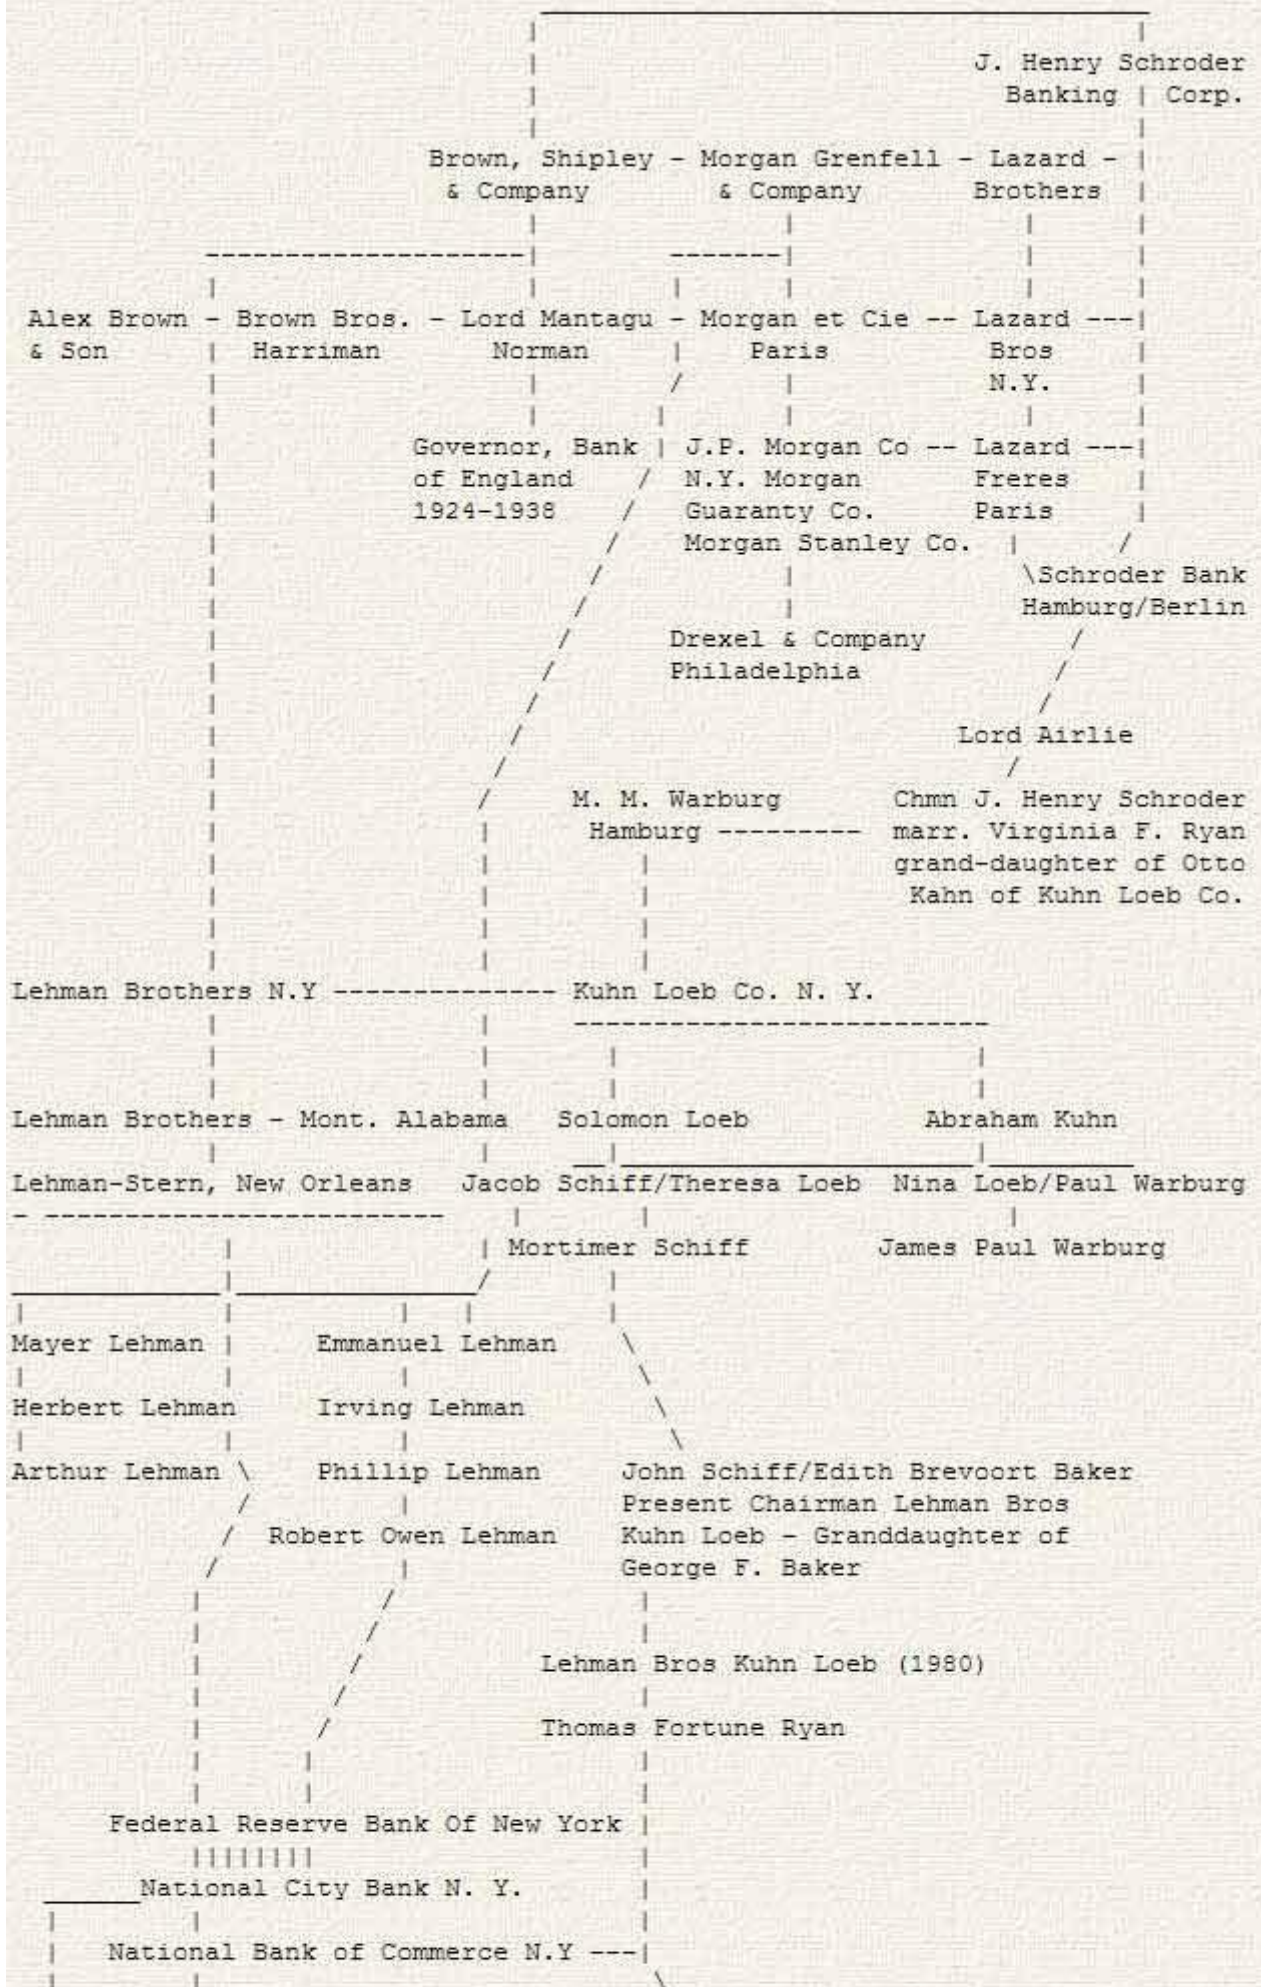 J. Henry Schroder
Banking | Corp.
Brown, Shipley - Morgan Grenfell - Lazard -
& Company & Company Brothers
Alex Brown - Brown Bros. - Lord Mantagu - Morgan et Cie -- Lazard ---|
& Son | Harriman Norman | Paris Bros
N.Y.
Governor, Bank | J.P. Morgan Co -- Lazard ---|
of England / N.Y. Morgan Freres
1924-1938 / Guaranty Co. Paris
Morgan Stanley Co.
\Schroder Bank
Hamburg/Berlin
Drexel & Company
Philadelphia
Lord Airlie
M. M. Warburg Chmn J. Henry Schroder
Hamburg --------- marr. Virginia F. Ryan
grand-daughter of Otto
Kahn of Kuhn Loeb Co.
Lehman Brothers N.Y -------------- Kuhn Loeb Co. N. Y.
Lehman Brothers - Mont. Alabama Solomon Loeb Abraham Kuhn
Lehman-Stern, New Orleans Jacob Schiff/Theresa Loeb Nina Loeb/Paul Warburg
Mortimer Schiff James Paul Warburg
Mayer Lehman | Emmanuel Lehman
Herbert Lehman Irving Lehman
Arthur Lehman \ Phillip Lehman John Schiff/Edith Brevoort Baker
Present Chairman Lehman Bros
Robert Owen Lehman Kuhn Loeb - Granddaughter of
George F. Baker
Lehman Bros Kuhn Loeb (1980)
Thomas Fortune Ryan
Federal Reserve Bank Of New York |
National City Bank N. Y.
National Bank of Commerce N.Y ---|